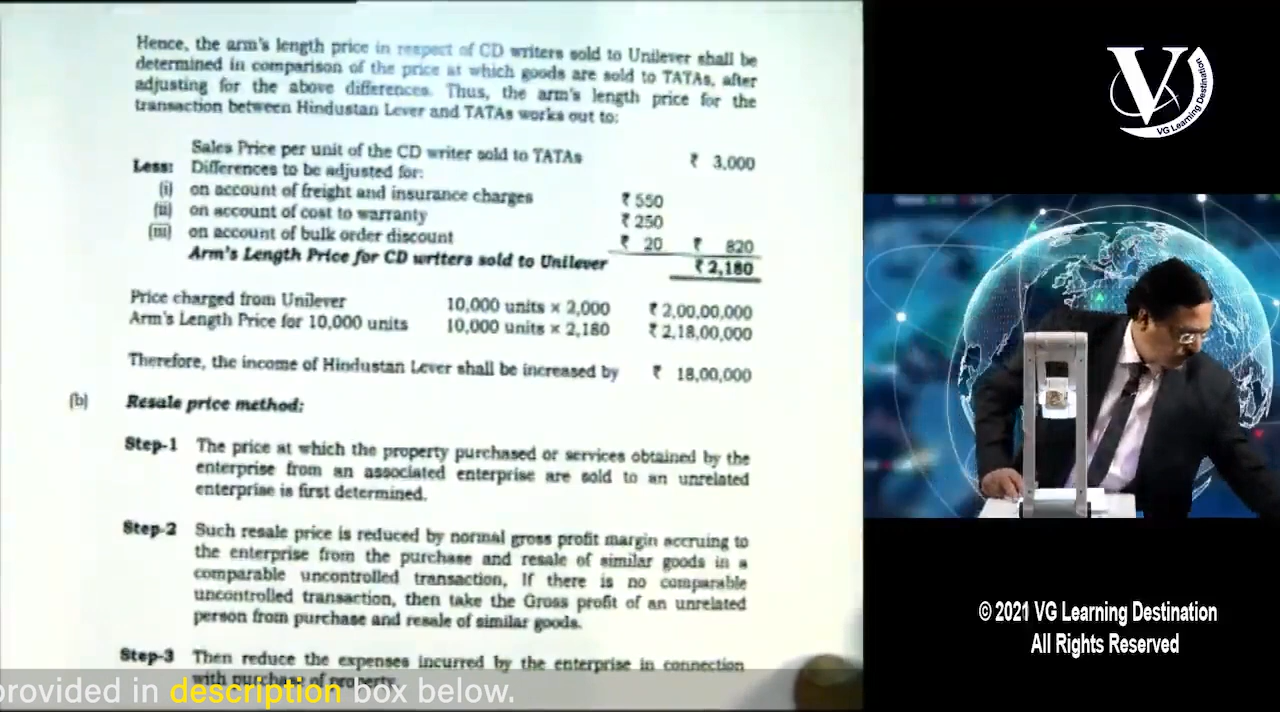 Hence, the arm's length price in respect of CD writers sold to Unilever shall be
determined in comparison of the price at which goods are sold to TATAs, after
adjusting for the above differences. Thus, the arm's length price for the
transaction between Hindustan Lever and TATAs works out to:
Sales Price per unit of the CD writer sold to TATAs ₹ 3,000
Less: Differences to be adjusted for:
(i) on account of freight and insurance charges ₹ 550
(ii) on account of cost to warranty ₹ 250
(iii) on account of bulk order discount ₹ 20 ₹ 820
Arm's Length Price for CD writers sold to Unilever ₹ 2,180
Price charged from Unilever 10,000 units × 2,000 ₹ 2,00,00,000
Arm's Length Price for 10,000 units 10,000 units × 2,180 ₹ 2,18,00,000
Therefore, the income of Hindustan Lever shall be increased by ₹ 18,00,000
(b) Resale price method:
Step-1 The price at which the property purchased or services obtained by the
enterprise from an associated enterprise are sold to an unrelated
enterprise is first determined.
Step-2 Such resale price is reduced by normal gross profit margin accruing to
the enterprise from the purchase and resale of similar goods in a
comparable uncontrolled transaction, If there is no comparable
uncontrolled transaction, then take the Gross profit of an unrelated
person from purchase and resale of similar goods.
Step-3 Then reduce the expenses incurred by the enterprise in connection
with purchase of property
provided in description box below.
V
VG Learning Destination
© 2021 VG Learning Destination
All Rights Reserved